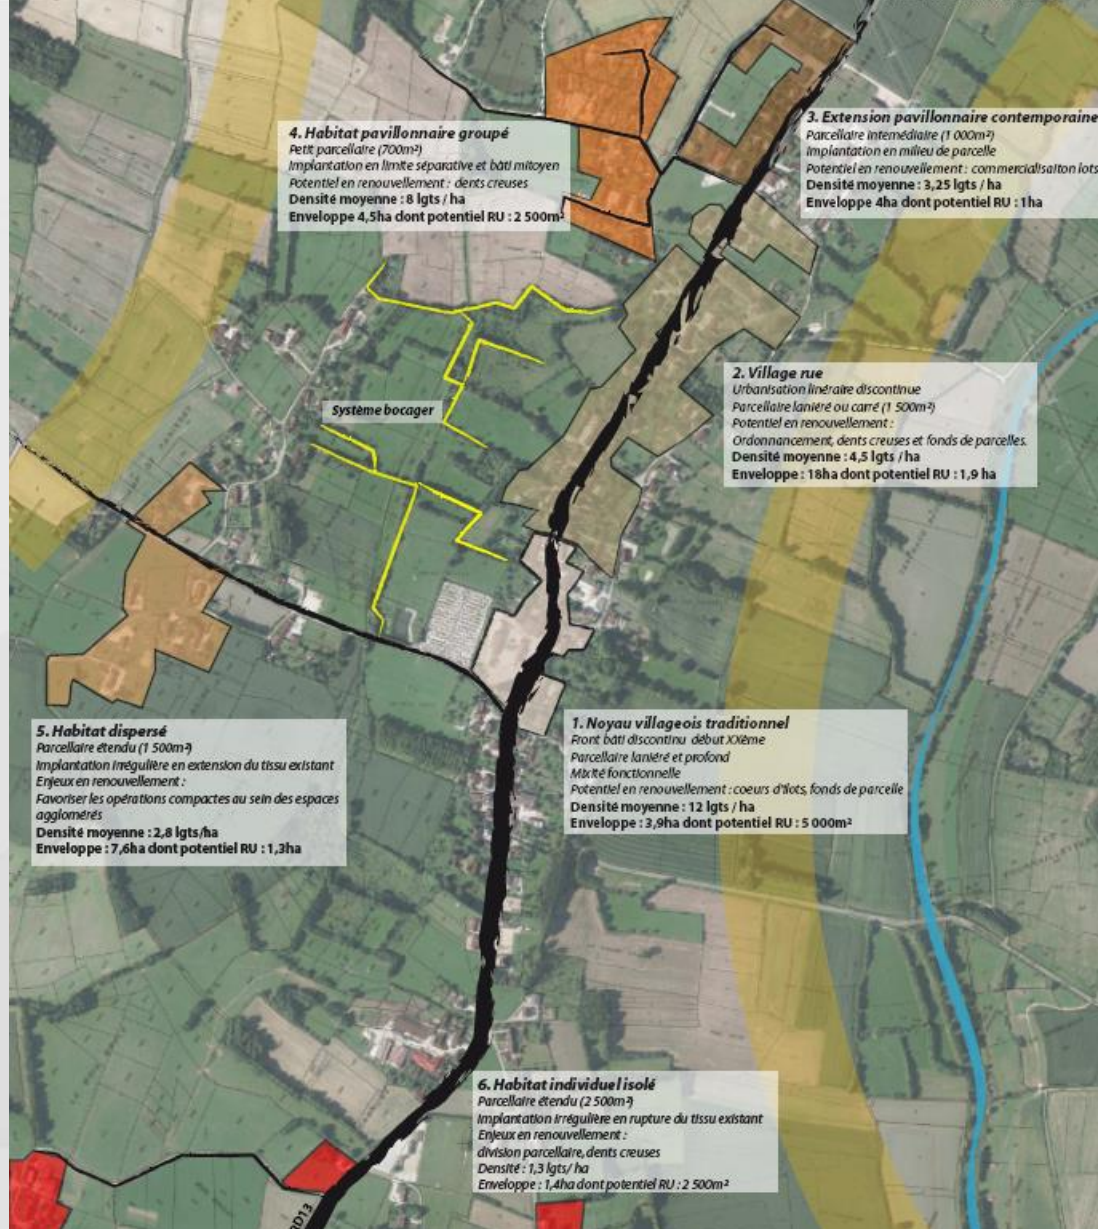 4. Habitat pavillonnaire groupé
Petit parcellaire (700m²)
Implantation en limite séparative et bâti mitoyen
Potentiel en renouvellement : dents creuses
Densité moyenne : 8 lgts / ha
Enveloppe 4,5ha dont potentiel RU : 2 500m²
3. Extension pavillonnaire contemporaine
Parcellaire intemédiaire (1 000m²)
Implantation en milieu de parcelle
Potentiel en renouvellement : commercialisaiton lots
Densité moyenne : 3,25 lgts / ha
Enveloppe 4ha dont potentiel RU : 1ha
2. Village rue
Urbanisation linéraire discontinue
Parcellaire laniéré ou carré (1 500m²)
Potentiel en renouvellement :
Ordonnancement, dents creuses et fonds de parcelles.
Densité moyenne : 4,5 lgts / ha
Enveloppe : 18ha dont potentiel RU : 1,9 ha
Système bocager
5. Habitat dispersé
Parcellaire étendu (1 500m²)
Implantation irrégulière en extension du tissu existant
Enjeux en renouvellement :
Favoriser les opérations compactes au sein des espaces
agglomérés
Densité moyenne : 2,8 lgts/ha
Enveloppe : 7,6ha dont potentiel RU : 1,3ha
1. Noyau villageois traditionnel
Front bâti discontinu début XXème
Parcellaire laniéré et profond
Mixité fonctionnelle
Potentiel en renouvellement : coeurs d'îlots, fonds de parcelle
Densité moyenne : 12 lgts / ha
Enveloppe : 3,9ha dont potentiel RU : 5 000m²
6. Habitat individuel isolé
Parcellaire étendu (2 500m²)
Implantation irrégulière en rupture du tissu existant
Enjeux en renouvellement :
division parcellaire, dents creuses
Densité : 1,3 lgts/ ha
Enveloppe : 1,4ha dont potentiel RU : 2 500m²
RD13